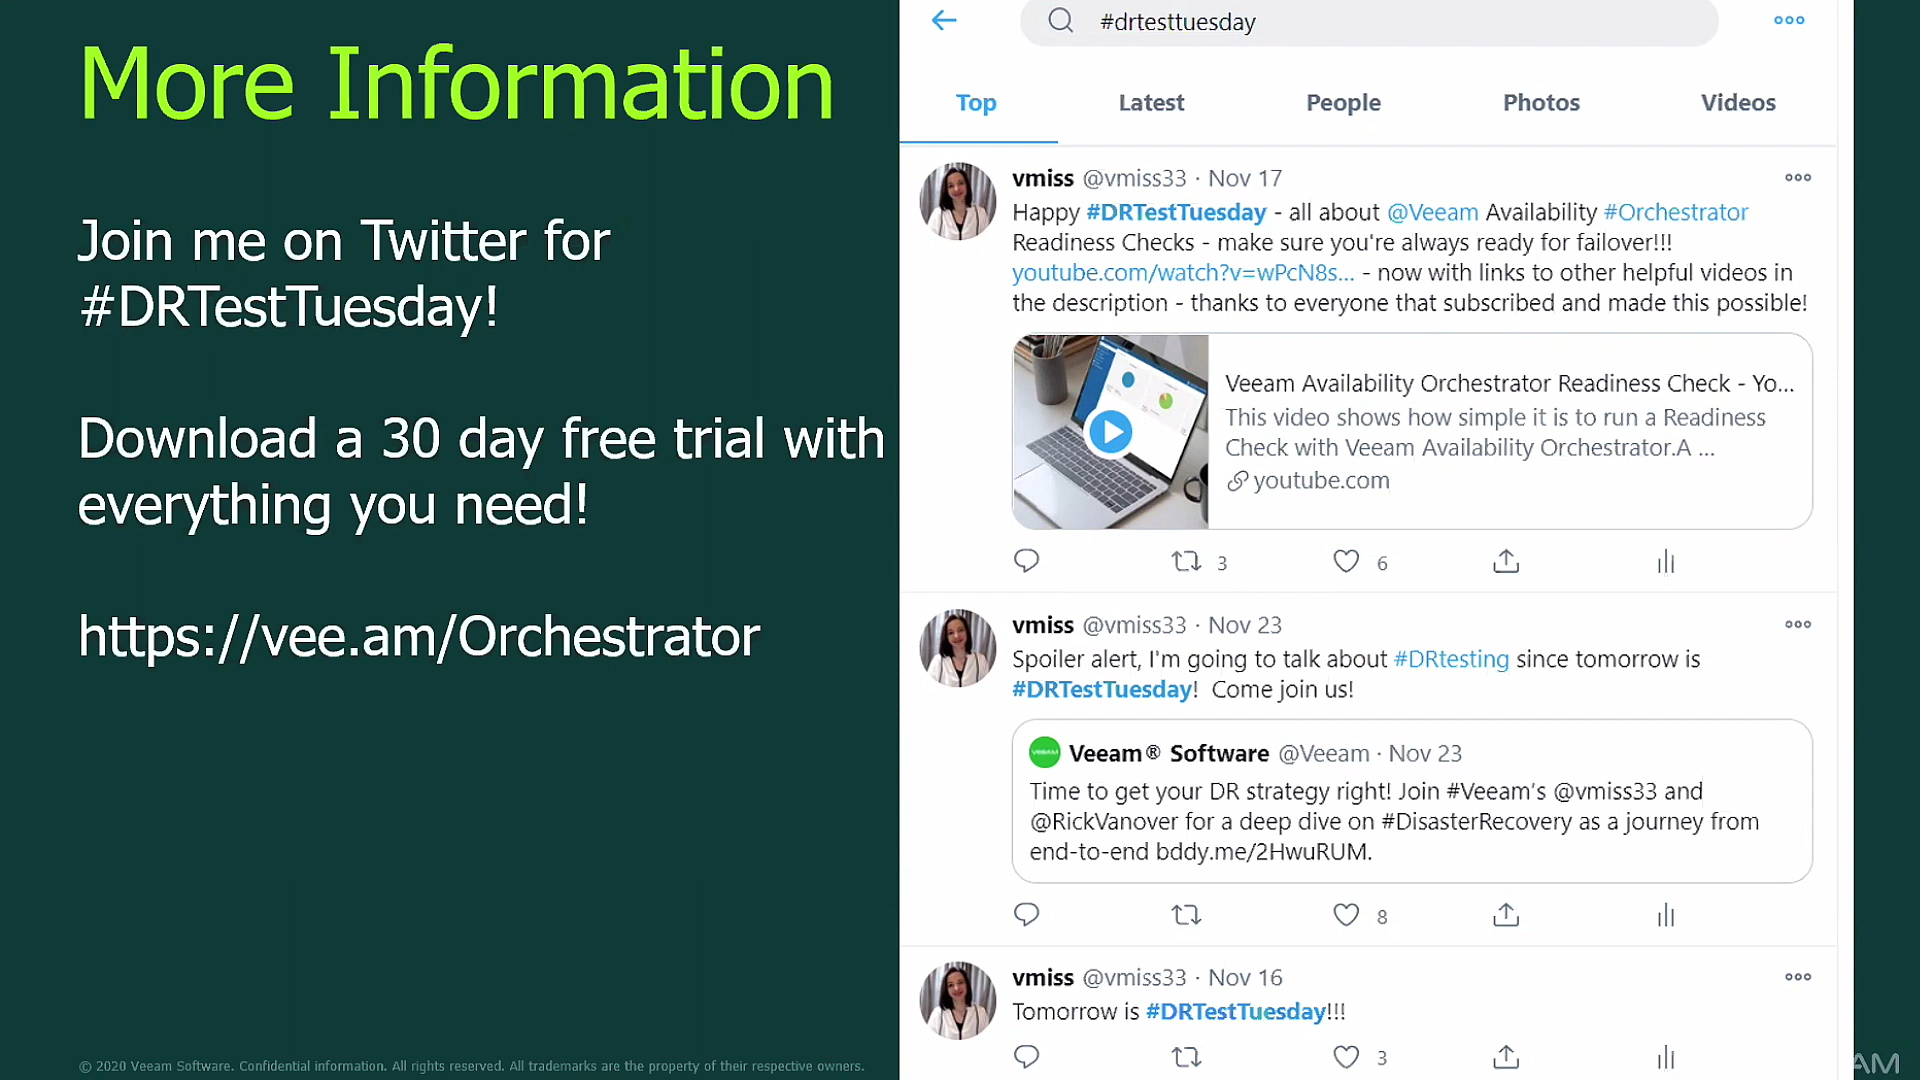 More Information
Join me on Twitter for
#DRTestTuesday!
Download a 30 day free trial with
everything you need!
https://vee.am/Orchestrator
© 2020 Veeam Software. Confidential information. All rights reserved. All trademarks are the property of their respective owners.
#drtesttuesday
Top Latest People Photos Videos
vmiss @vmiss33 · Nov 17
Happy #DRTestTuesday - all about @Veeam Availability #Orchestrator
Readiness Checks - make sure you're always ready for failover!!!
youtube.com/watch?v=wPcN8s... - now with links to other helpful videos in
the description - thanks to everyone that subscribed and made this possible!
Veeam Availability Orchestrator Readiness Check - Yo...
This video shows how simple it is to run a Readiness
Check with Veeam Availability Orchestrator.A ...
youtube.com
3 6
vmiss @vmiss33 · Nov 23
Spoiler alert, I'm going to talk about #DRtesting since tomorrow is
#DRTestTuesday! Come join us!
VEEAM Veeam® Software @Veeam · Nov 23
Time to get your DR strategy right! Join #Veeam's @vmiss33 and
@RickVanover for a deep dive on #DisasterRecovery as a journey from
end-to-end bddy.me/2HwuRUM.
8
vmiss @vmiss33 · Nov 16
Tomorrow is #DRTestTuesday!!!
3
AM